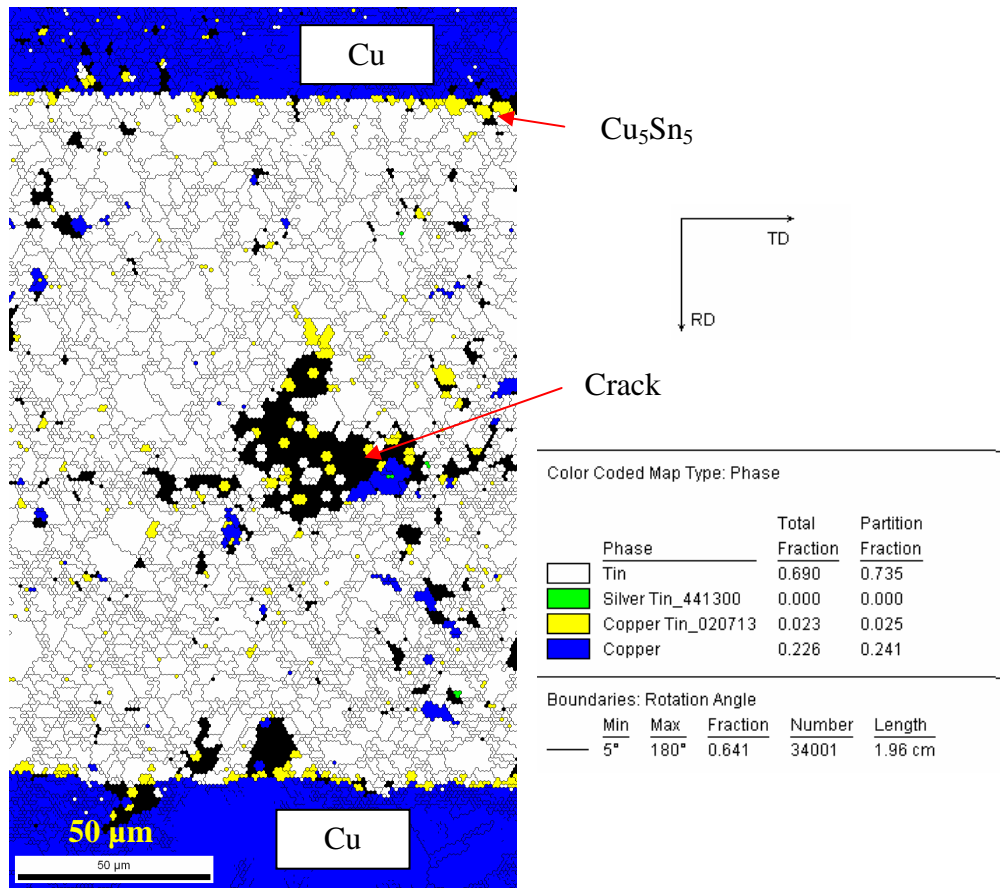 Cu
Cu₅Sn₅
TD
RD
Crack
Color Coded Map Type: Phase
Total Partition
Phase Fraction Fraction
Tin 0.690 0.735
Silver Tin_441300 0.000 0.000
Copper Tin_020713 0.023 0.025
Copper 0.226 0.241
Boundaries: Rotation Angle
Min Max Fraction Number Length
5° 180° 0.641 34001 1.96 cm
50 µm
Cu
50 µm